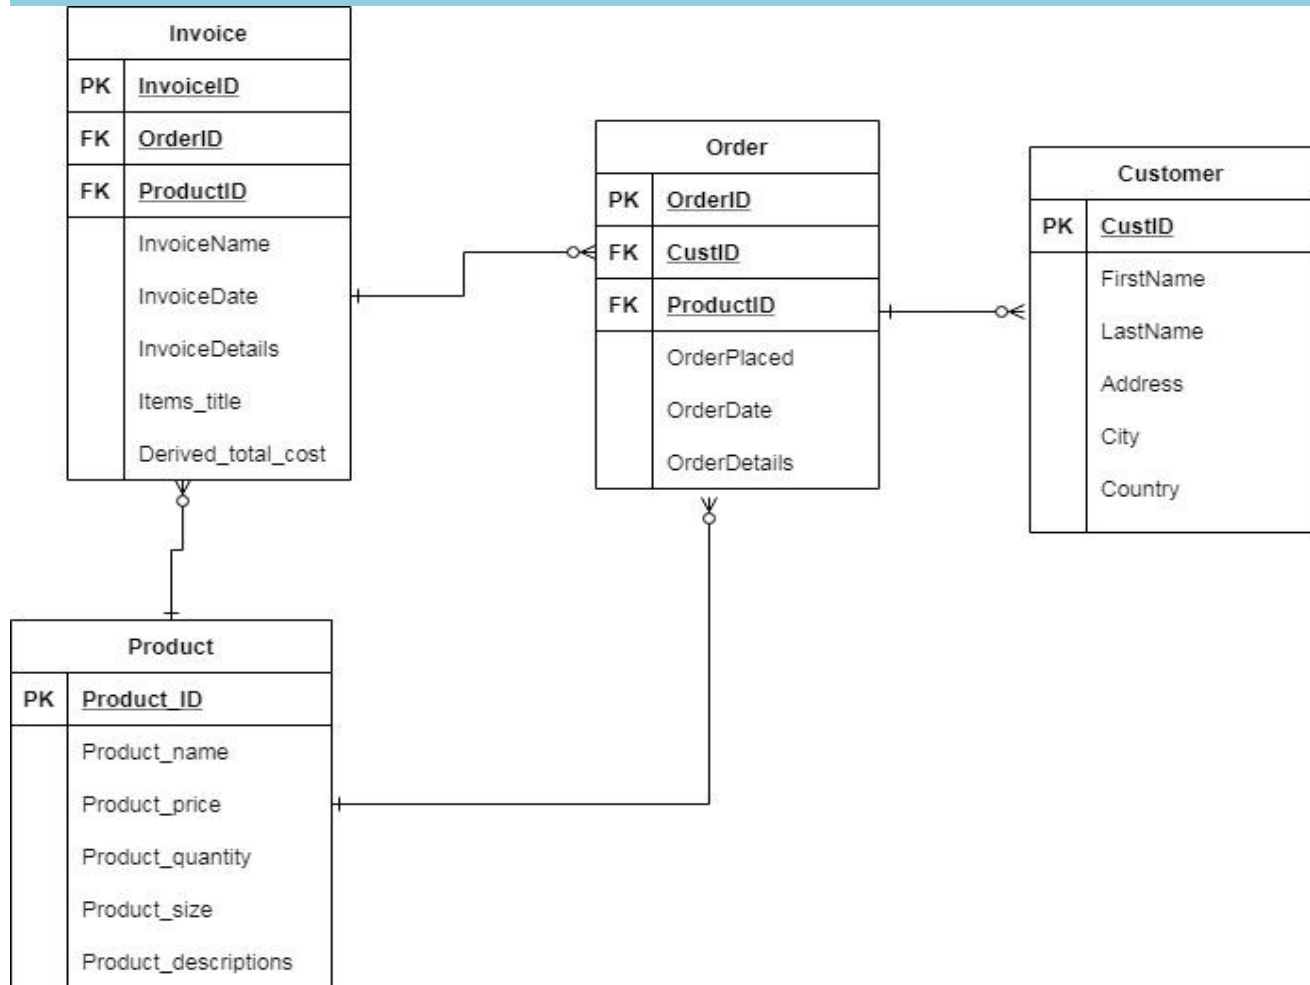 Invoice
PK InvoiceID
FK OrderID
FK ProductID
InvoiceName
InvoiceDate
InvoiceDetails
Items_title
Derived_total_cost
Order
PK OrderID
FK CustID
FK ProductID
OrderPlaced
OrderDate
OrderDetails
Customer
PK CustID
FirstName
LastName
Address
City
Country
Product
PK Product_ID
Product_name
Product_price
Product_quantity
Product_size
Product_descriptions